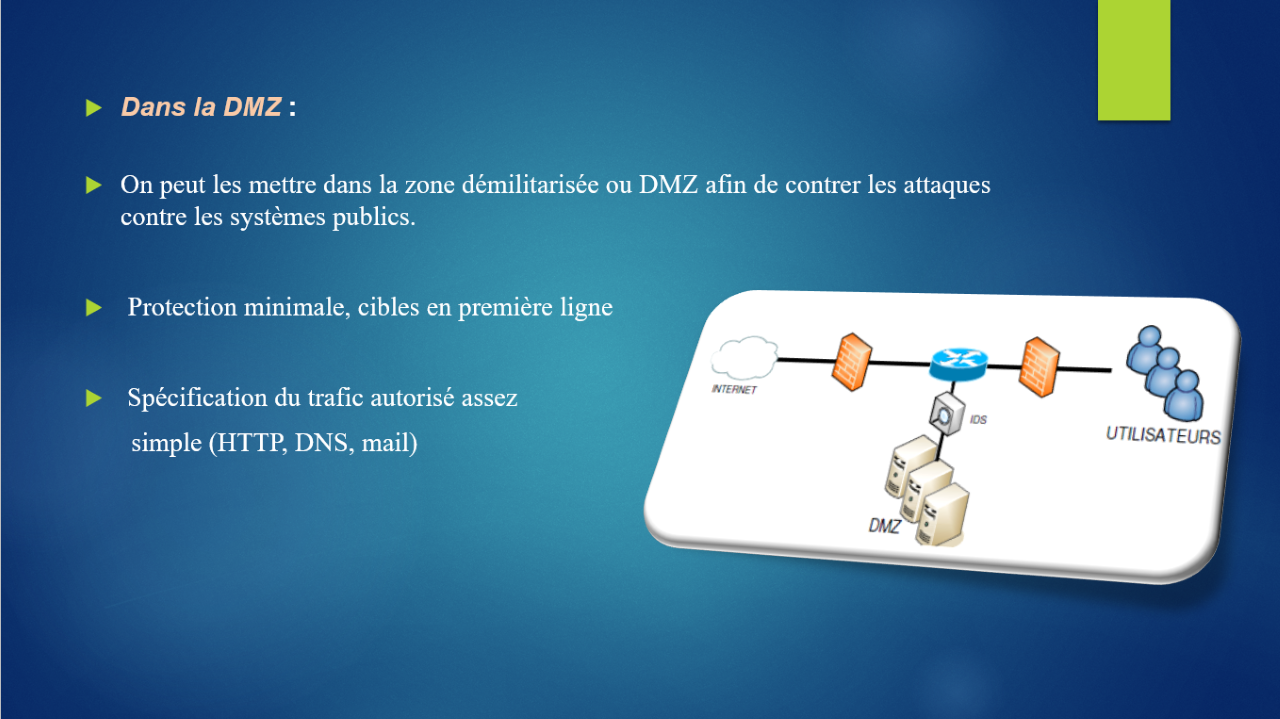 Dans la DMZ :
On peut les mettre dans la zone démilitarisée ou DMZ afin de contrer les attaques
contre les systèmes publics.
Protection minimale, cibles en première ligne
Spécification du trafic autorisé assez
simple (HTTP, DNS, mail)
INTERNET
IDS
UTILISATEURS
DMZ